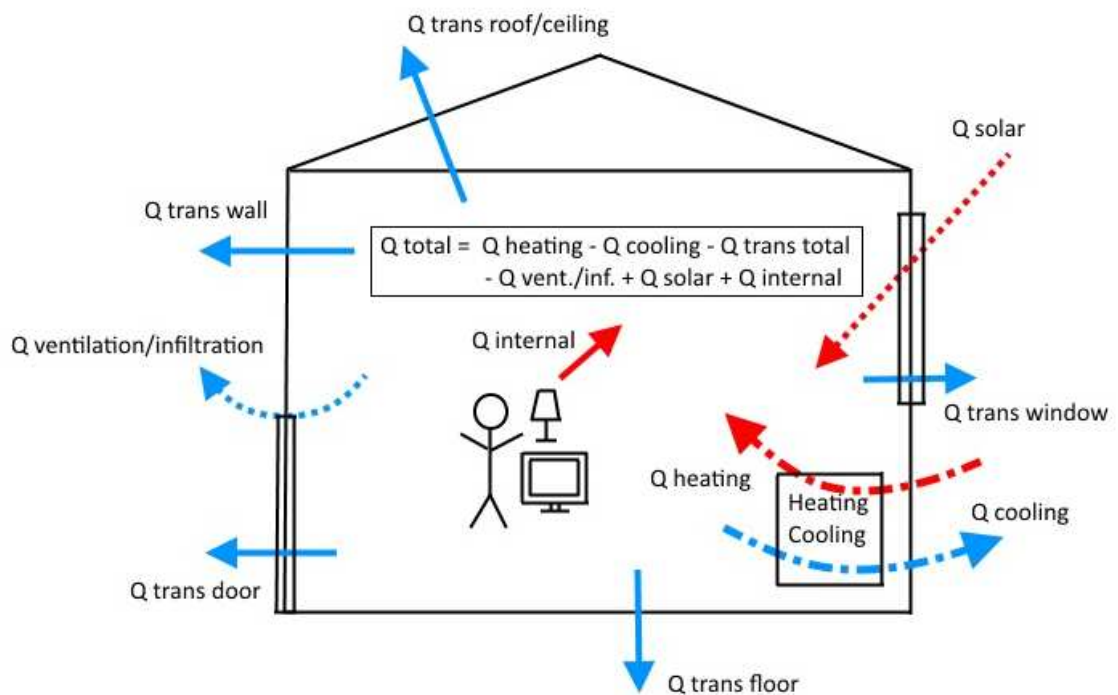 Q trans roof/ceiling
Q solar
Q trans wall
Q total = Q heating - Q cooling - Q trans total
- Q vent./inf. + Q solar + Q internal
Q ventilation/infiltration
Q internal
Q trans window
Q heating
Heating
Cooling
Q cooling
Q trans door
Q trans floor